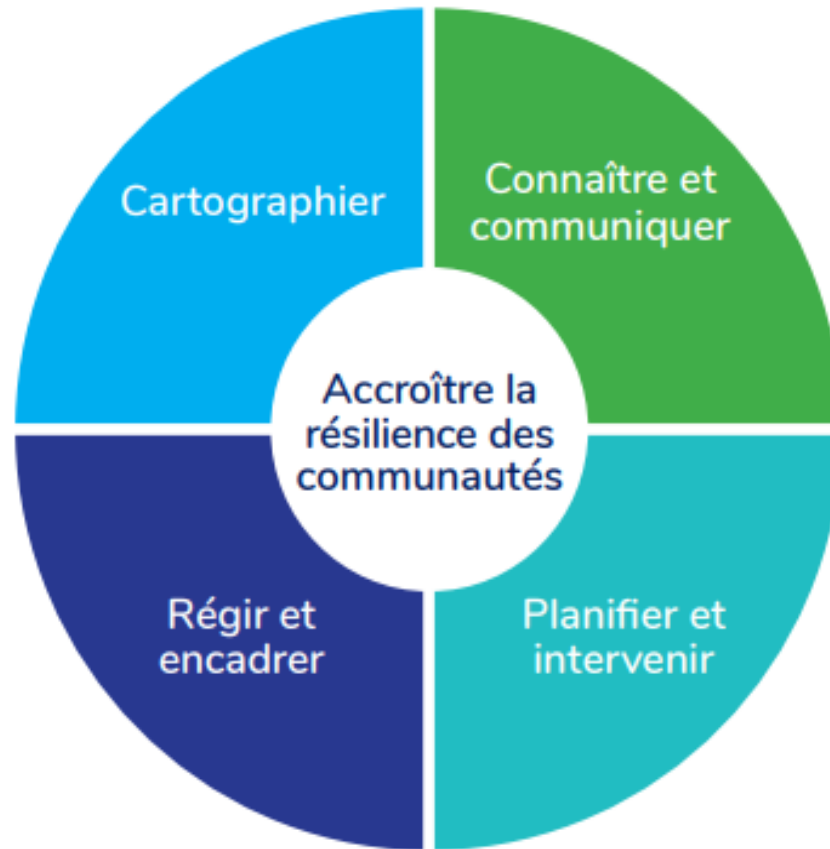 Cartographier
Connaître et
communiquer
Accroître la
résilience des
communautés
Régir et
encadrer
Planifier et
intervenir